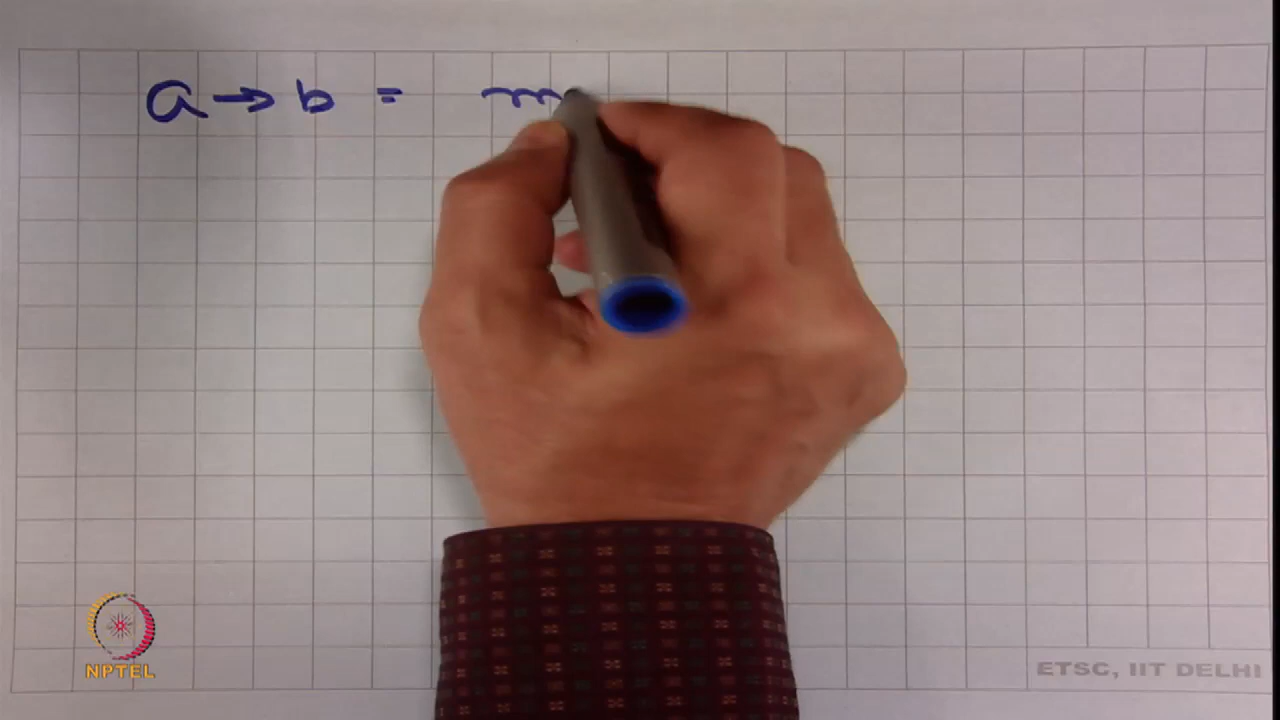 a → b = m
NPTEL
ETSC, IIT DELHI